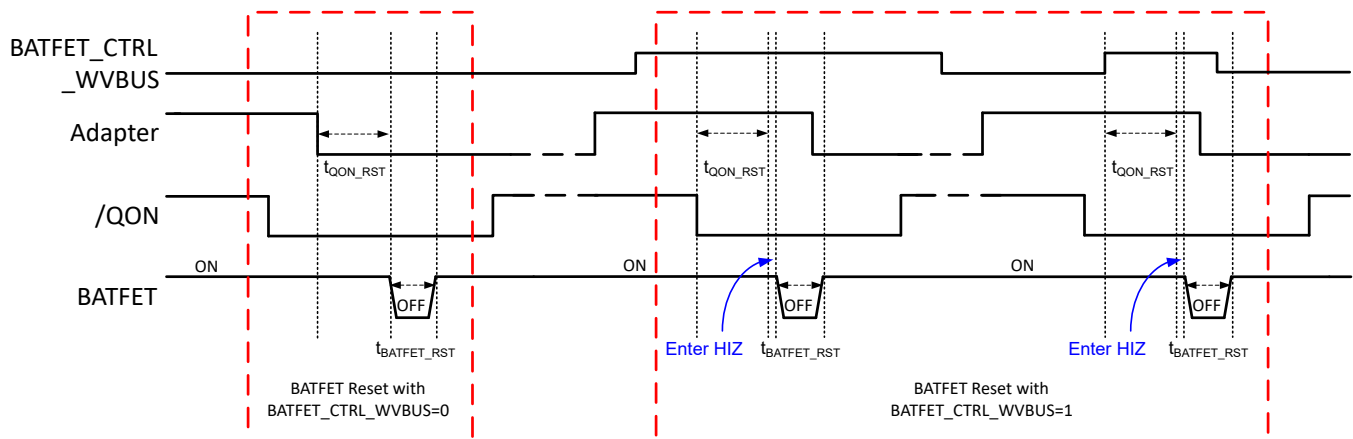 BATFET_CTRL
_WVBUS
Adapter
tQON_RST
tQON_RST
tQON_RST
/QON
ON
ON
ON
BATFET
OFF
OFF
OFF
tBATFET_RST
Enter HIZ
tBATFET_RST
Enter HIZ
tBATFET_RST
BATFET Reset with
BATFET_CTRL_WVBUS=0
BATFET Reset with
BATFET_CTRL_WVBUS=1